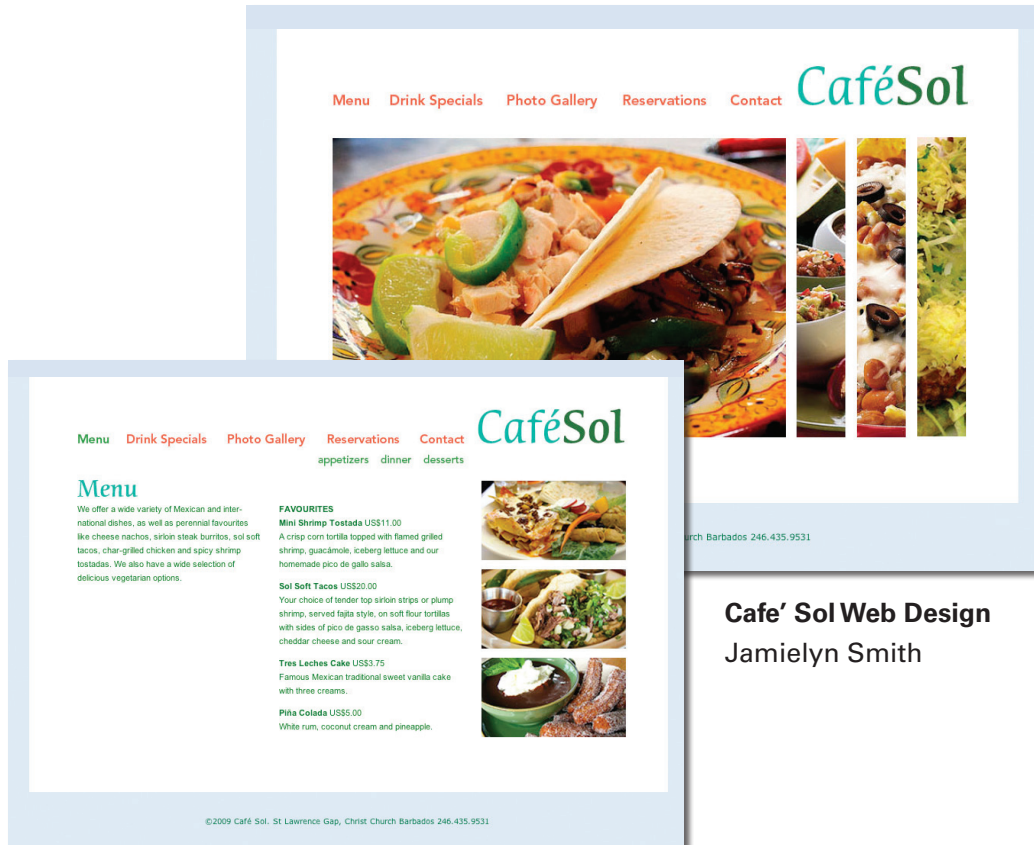 Menu Drink Specials Photo Gallery Reservations Contact CaféSol
urch Barbados 246.435.9531
Menu Drink Specials Photo Gallery Reservations Contact CaféSol
appetizers dinner desserts
Menu
We offer a wide variety of Mexican and inter-
national dishes, as well as perennial favourites
like cheese nachos, sirloin steak burritos, sol soft
tacos, char-grilled chicken and spicy shrimp
tostadas. We also have a wide selection of
delicious vegetarian options.
FAVOURITES
Mini Shrimp Tostada US$11.00
A crisp corn tortilla topped with flamed grilled
shrimp, guacámole, iceberg lettuce and our
homemade pico de gallo salsa.
Sol Soft Tacos US$20.00
Your choice of tender top sirloin strips or plump
shrimp, served fajita style, on soft flour tortillas
with sides of pico de gasso salsa, iceberg lettuce,
cheddar cheese and sour cream.
Tres Leches Cake US$3.75
Famous Mexican traditional sweet vanilla cake
with three creams.
Piña Colada US$5.00
White rum, coconut cream and pineapple.
©2009 Café Sol. St Lawrence Gap, Christ Church Barbados 246.435.9531
Cafe' Sol Web Design
Jamielyn Smith